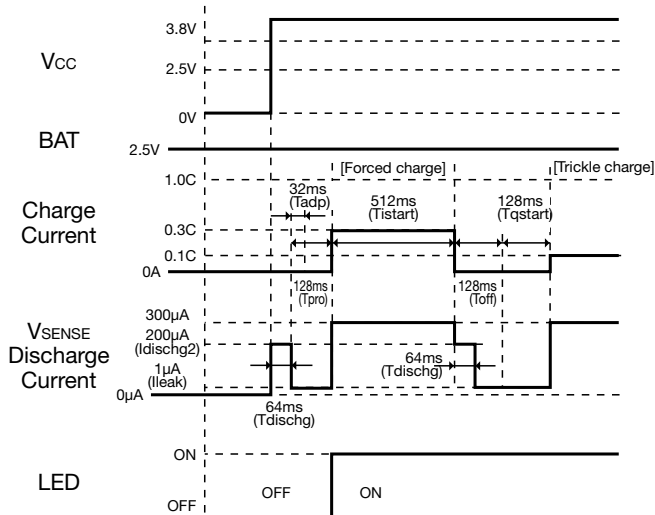 3.8V
VCC
2.5V
0V
BAT
2.5V
[Forced charge]
[Trickle charge]
1.0C
32ms
(Tadp)
512ms
(Tistart)
128ms
(Tqstart)
Charge
Current
0.3C
0.1C
0A
128ms
(Tpro)
128ms
(Toff)
300µA
VSENSE
Discharge
Current
200µA
(Idischg2)
1µA
(Ileak)
0µA
64ms
(Tdischg)
64ms
(Tdischg)
ON
LED
OFF
OFF
ON